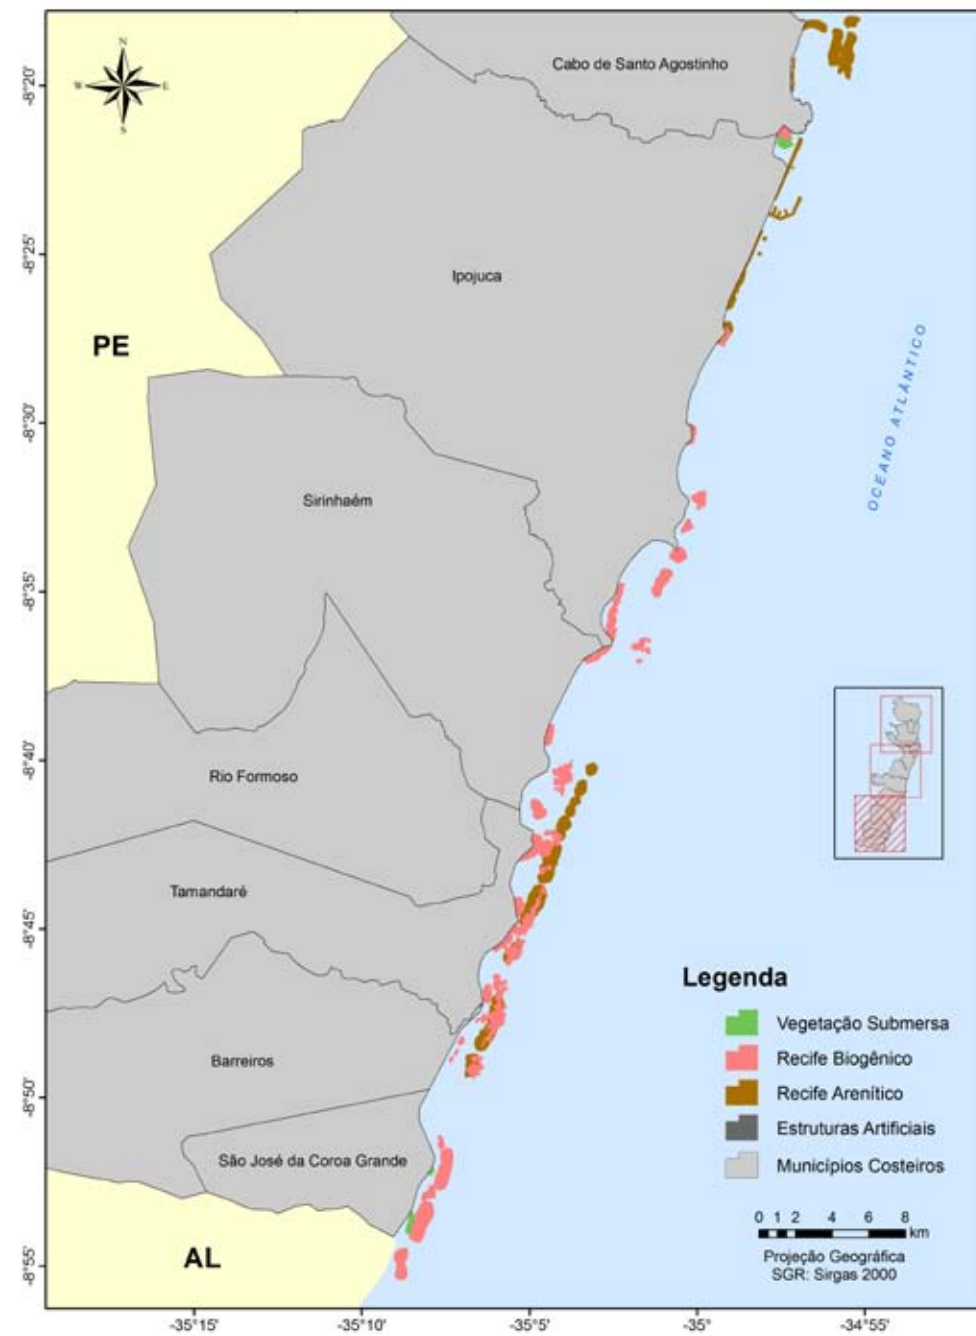 N
W
E
S
Cabo de Santo Agostinho
Ipojuca
PE
OCEANO ATLÂNTICO
Sirinhaém
Rio Formoso
Tamandaré
Barreiros
São José da Coroa Grande
AL
-8°20'
-8°25'
-8°30'
-8°35'
-8°40'
-8°45'
-8°50'
-8°55'
Legenda
Vegetação Submersa
Recife Biogênico
Recife Arenítico
Estruturas Artificiais
Municípios Costeiros
0 1 2 4 6 8
km
Projeção Geográfica
SGR: Sirgas 2000
-35°15' -35°10' -35°5' -35° -34°55'